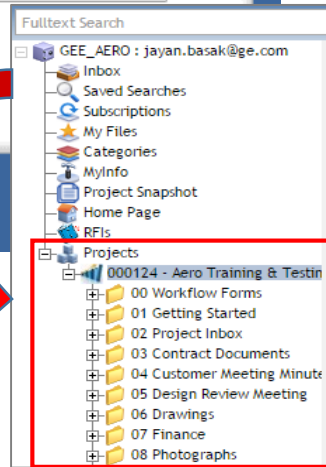 Fulltext Search
GEE_AERO : jayan.basak@ge.com
Inbox
Saved Searches
Subscriptions
My Files
Categories
MyInfo
Project Snapshot
Home Page
RFIs
Projects
000124 - Aero Training & Testin
00 Workflow Forms
01 Getting Started
02 Project Inbox
03 Contract Documents
04 Customer Meeting Minute
05 Design Review Meeting
06 Drawings
07 Finance
08 Photographs